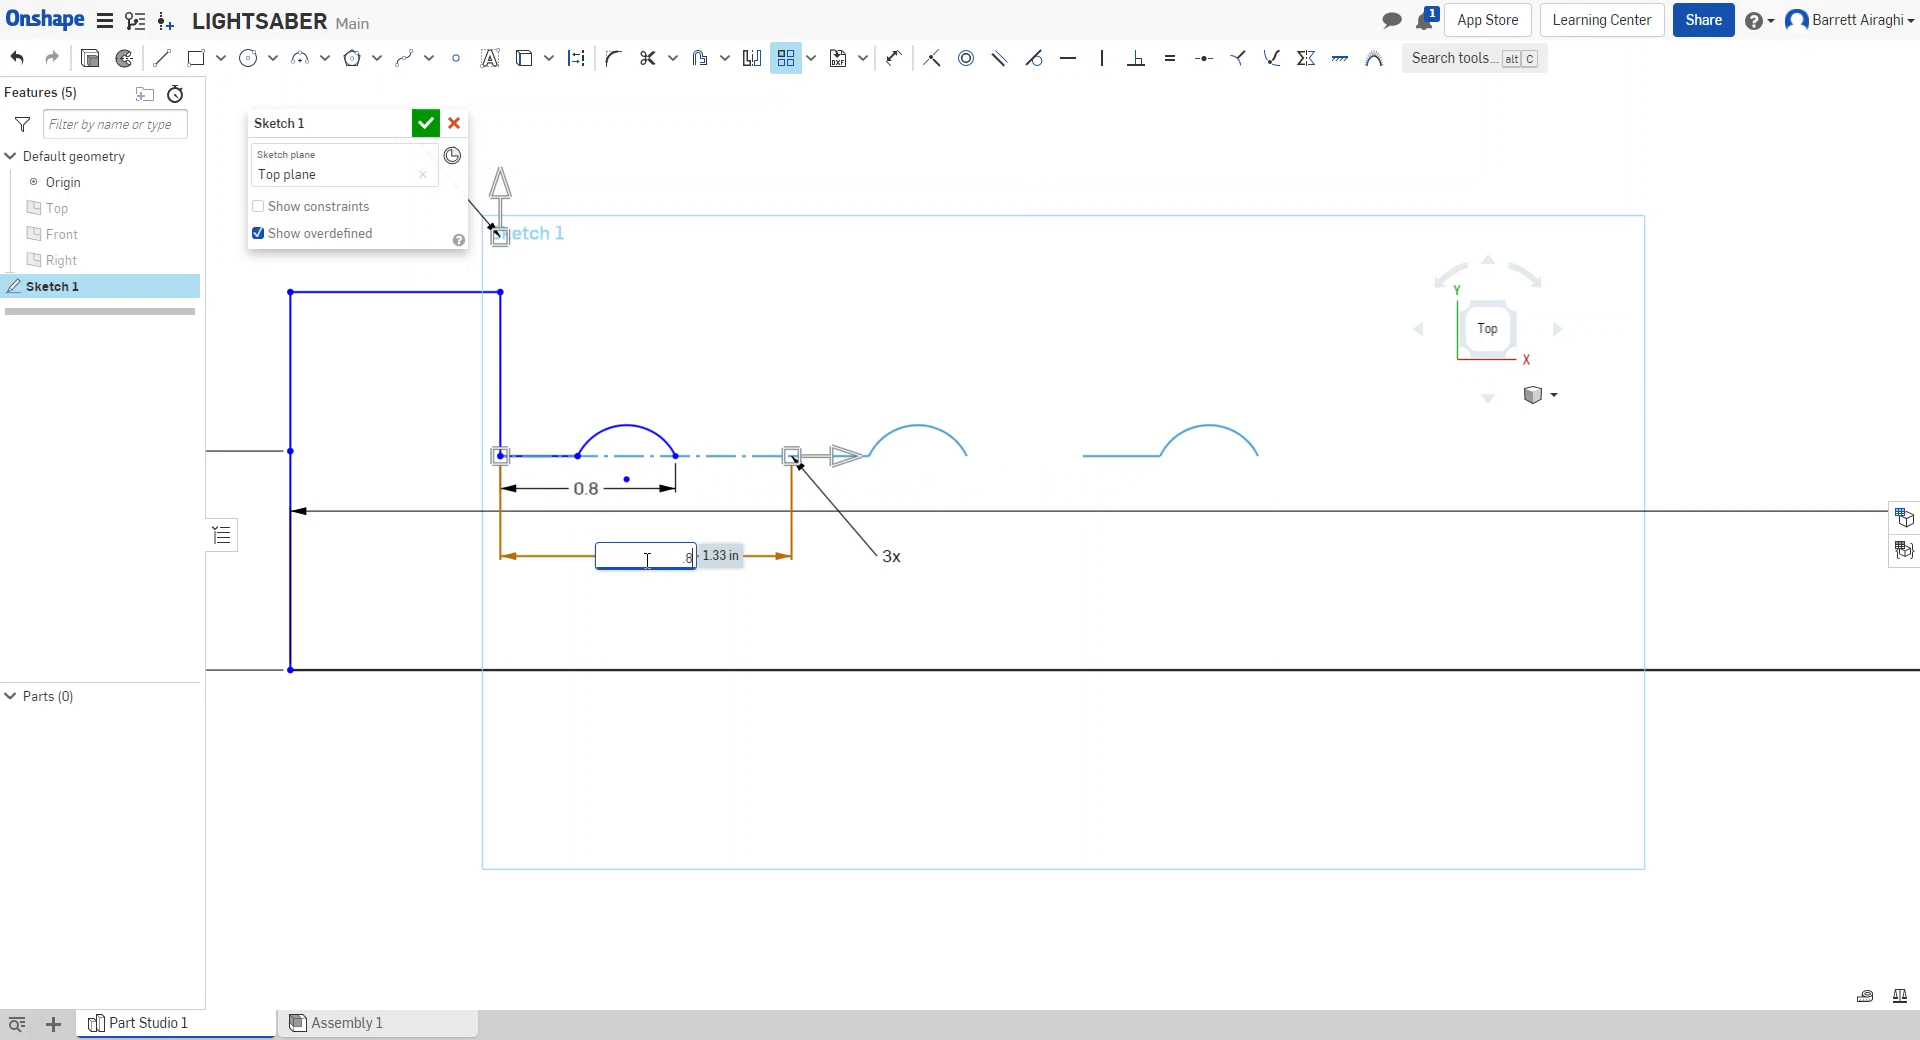 Onshape LIGHTSABER Main 1 App Store Learning Center Share Barrett Airaghi
Search tools... alt C
Features (5)
Filter by name or type
Default geometry
Origin
Top
Front
Right
Sketch 1
Sketch 1
Sketch plane
Top plane
Show constraints
Show overdefined
etch 1
Y
Top
X
0.8
.8 1.33 in
3x
Parts (0)
Part Studio 1 Assembly 1